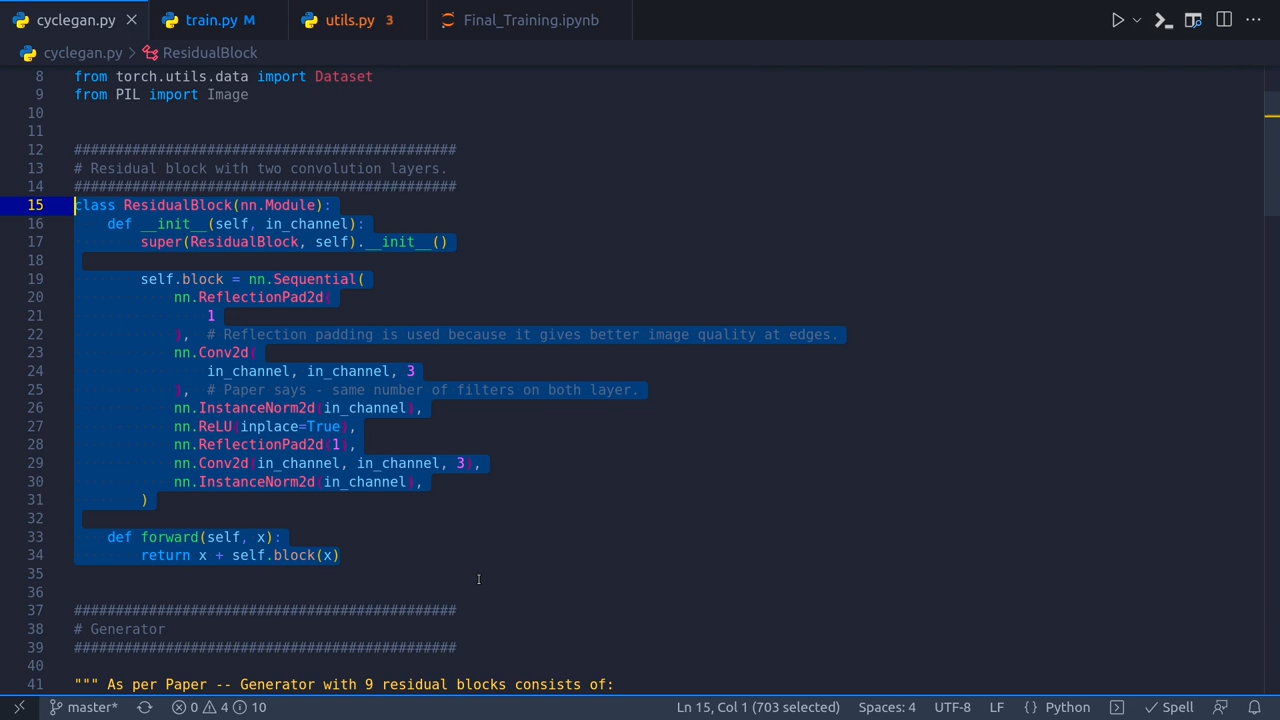 cyclegan.py train.py M utils.py 3 Final_Training.ipynb
cyclegan.py > ResidualBlock
8 from torch.utils.data import Dataset
9 from PIL import Image
10
11
12 ##############################################
13 # Residual block with two convolution layers.
14 ##############################################
15 class ResidualBlock(nn.Module):
16 def __init__(self, in_channel):
17 super(ResidualBlock, self).__init__()
18
19 self.block = nn.Sequential(
20 nn.ReflectionPad2d(
21 1
22 ), # Reflection padding is used because it gives better image quality at edges.
23 nn.Conv2d(
24 in_channel, in_channel, 3
25 ), # Paper says - same number of filters on both layer.
26 nn.InstanceNorm2d(in_channel),
27 nn.ReLU(inplace=True),
28 nn.ReflectionPad2d(1),
29 nn.Conv2d(in_channel, in_channel, 3),
30 nn.InstanceNorm2d(in_channel),
31 )
32
33 def forward(self, x):
34 return x + self.block(x)
35
36
37 ##############################################
38 # Generator
39 ##############################################
40
41 """ As per Paper -- Generator with 9 residual blocks consists of:
master* 0 4 10 Ln 15, Col 1 (703 selected) Spaces: 4 UTF-8 LF {} Python Spell